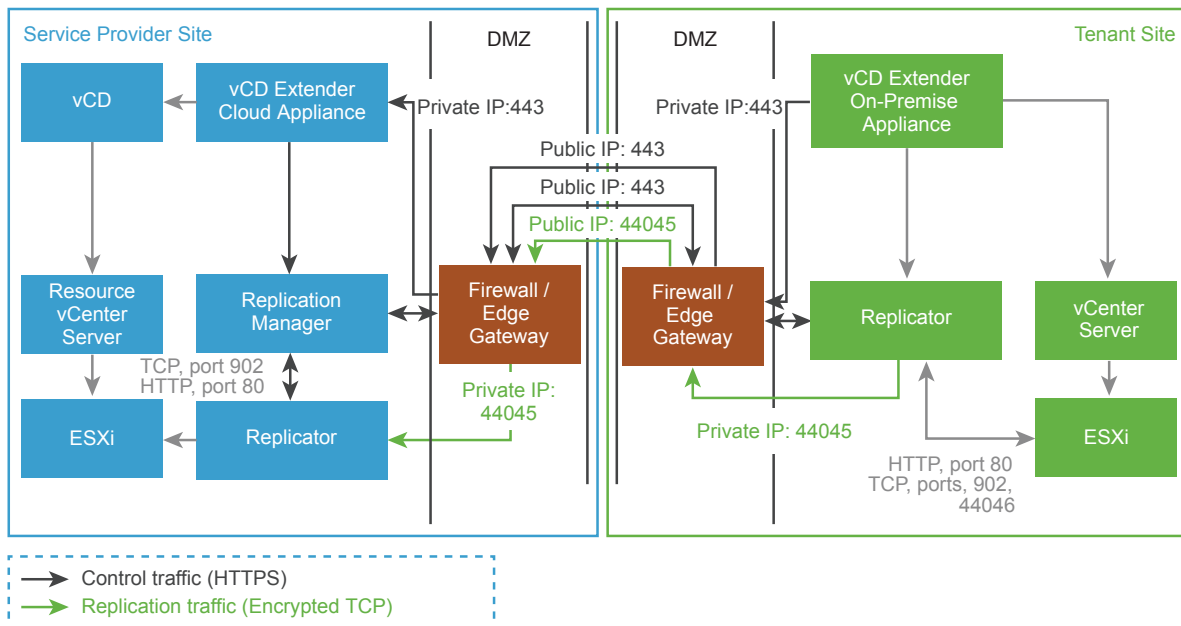 Service Provider Site
DMZ
DMZ
Tenant Site
vCD
vCD Extender
Cloud Appliance
Private IP:443
Private IP:443
vCD Extender
On-Premise
Appliance
Public IP: 443
Public IP: 443
Public IP: 44045
Resource
vCenter
Server
Replication
Manager
Firewall /
Edge
Gateway
Firewall /
Edge
Gateway
Replicator
vCenter
Server
TCP, port 902
HTTP, port 80
Private IP:
44045
ESXi
Replicator
Private IP: 44045
ESXi
HTTP, port 80
TCP, ports, 902,
44046
Control traffic (HTTPS)
Replication traffic (Encrypted TCP)